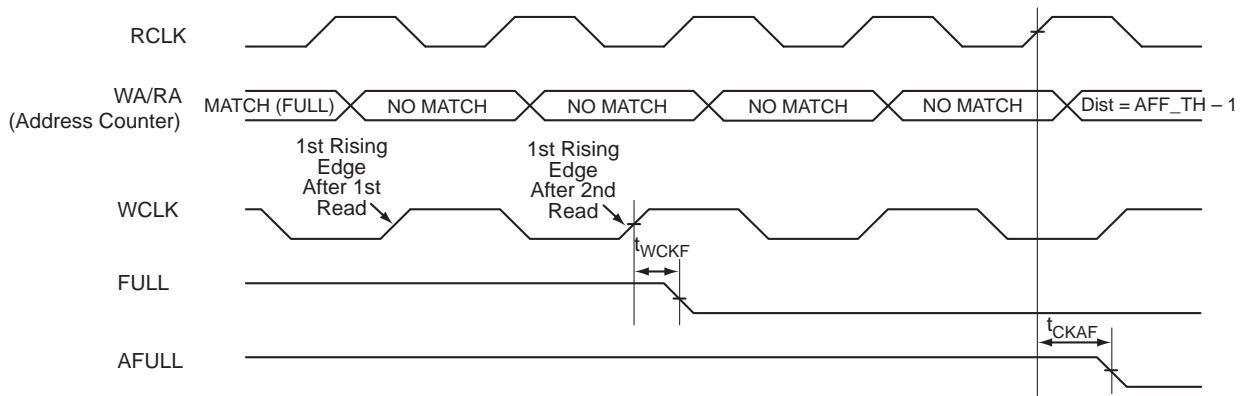 RCLK
WA/RA
(Address Counter)
MATCH (FULL)
NO MATCH
NO MATCH
NO MATCH
NO MATCH
Dist = AFF_TH – 1
1st Rising
Edge
After 1st
Read
1st Rising
Edge
After 2nd
Read
WCLK
tWCKF
FULL
tCKAF
AFULL